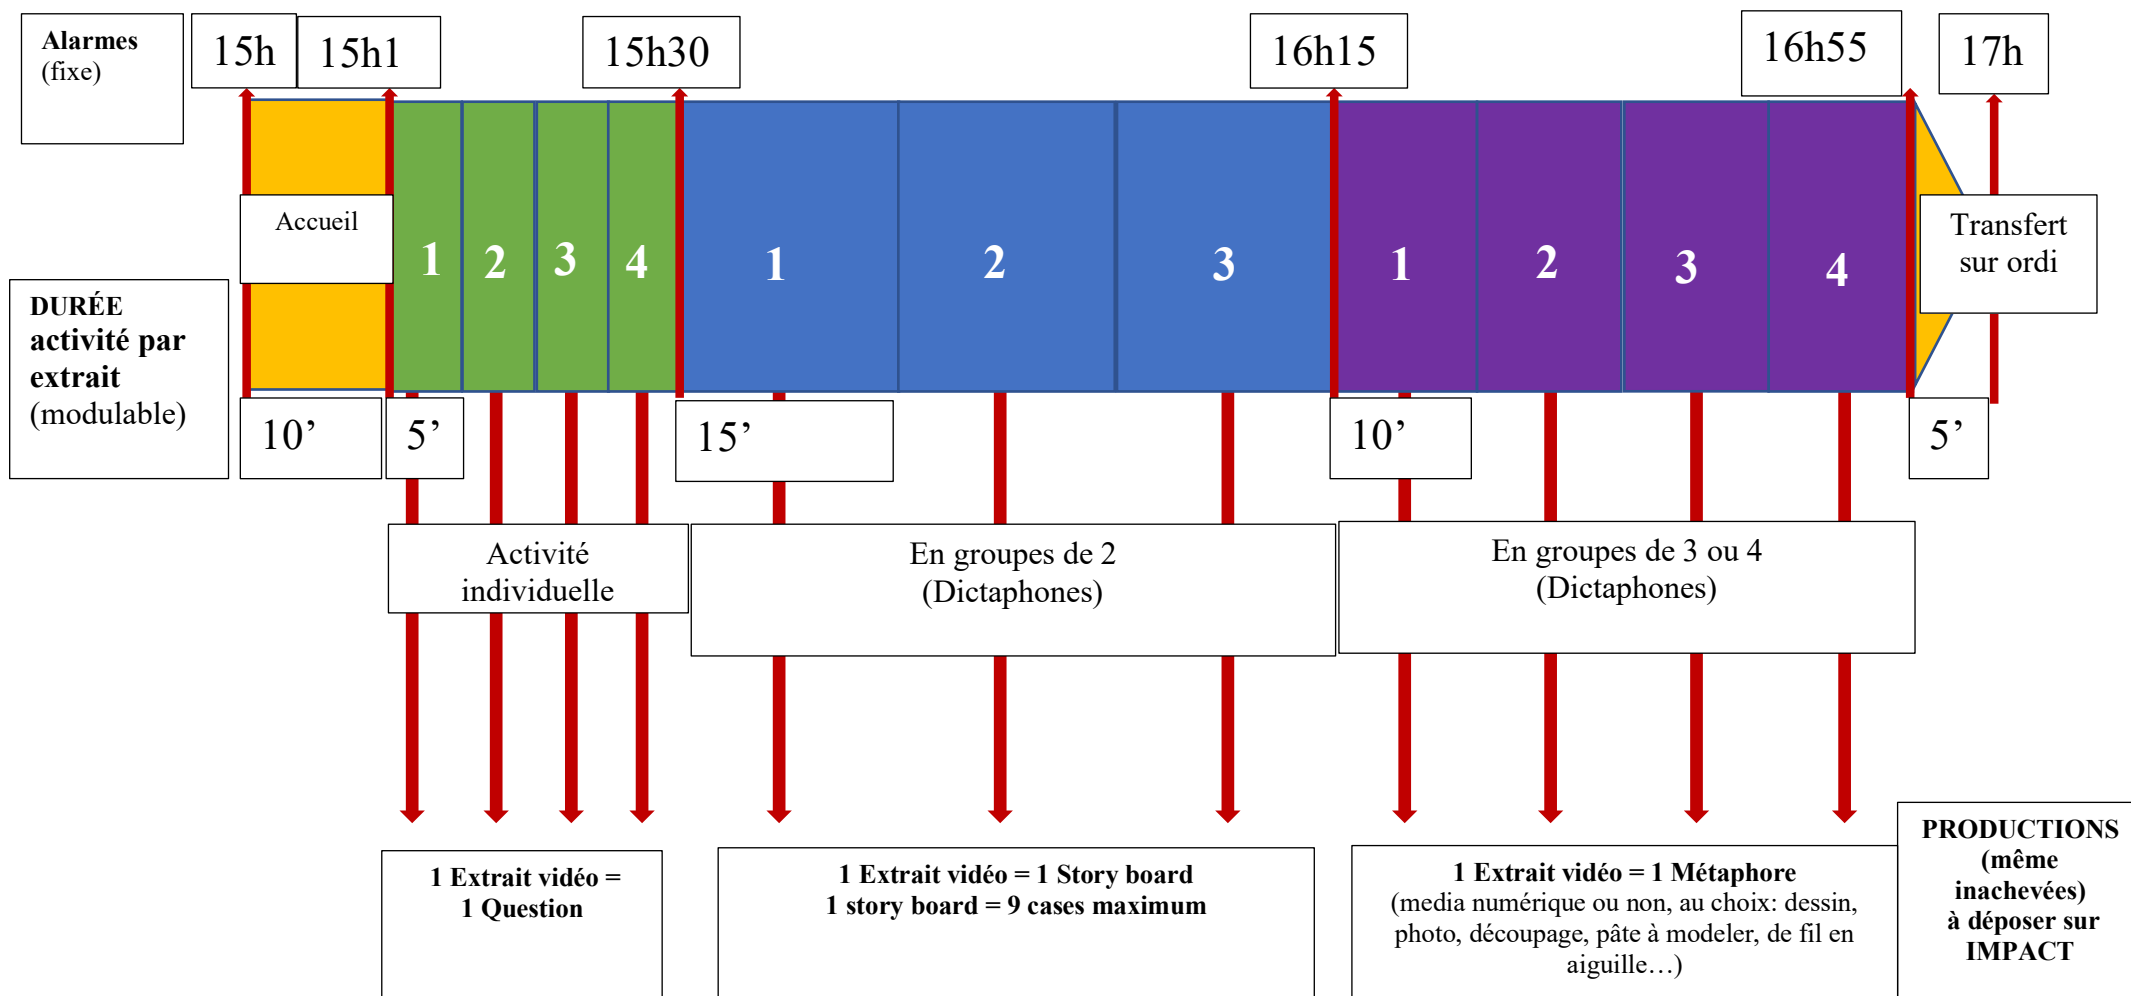 Alarmes
(fixe)
15h
15h1
15h30
16h15
16h55
17h
Accueil
1
2
3
4
1
2
3
1
2
3
4
Transfert
sur ordi
DURÉE
activité par
extrait
(modulable)
10’
5’
15’
10’
5’
Activité
individuelle
En groupes de 2
(Dictaphones)
En groupes de 3 ou 4
(Dictaphones)
1 Extrait vidéo =
1 Question
1 Extrait vidéo = 1 Story board
1 story board = 9 cases maximum
1 Extrait vidéo = 1 Métaphore
(media numérique ou non, au choix: dessin,
photo, découpage, pâte à modeler, de fil en
aiguille…)
PRODUCTIONS
(même
inachevées)
à déposer sur
IMPACT